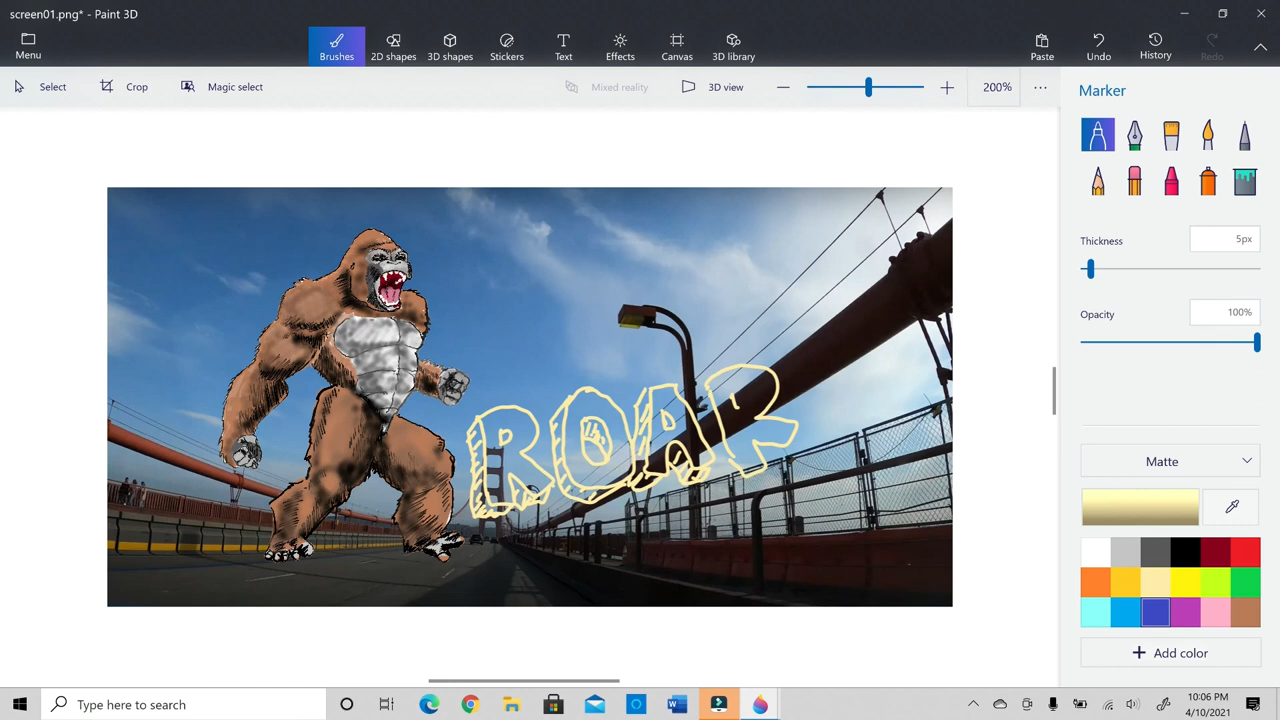 screen01.png* - Paint 3D
Menu
Brushes
2D shapes
3D shapes
Stickers
Text
Effects
Canvas
3D library
Paste
Undo
History
Redo
Select
Crop
Magic select
Mixed reality
3D view
200%
Marker
Thickness
5px
Opacity
100%
Matte
Add color
ROAR
Type here to search
10:06 PM
4/10/2021